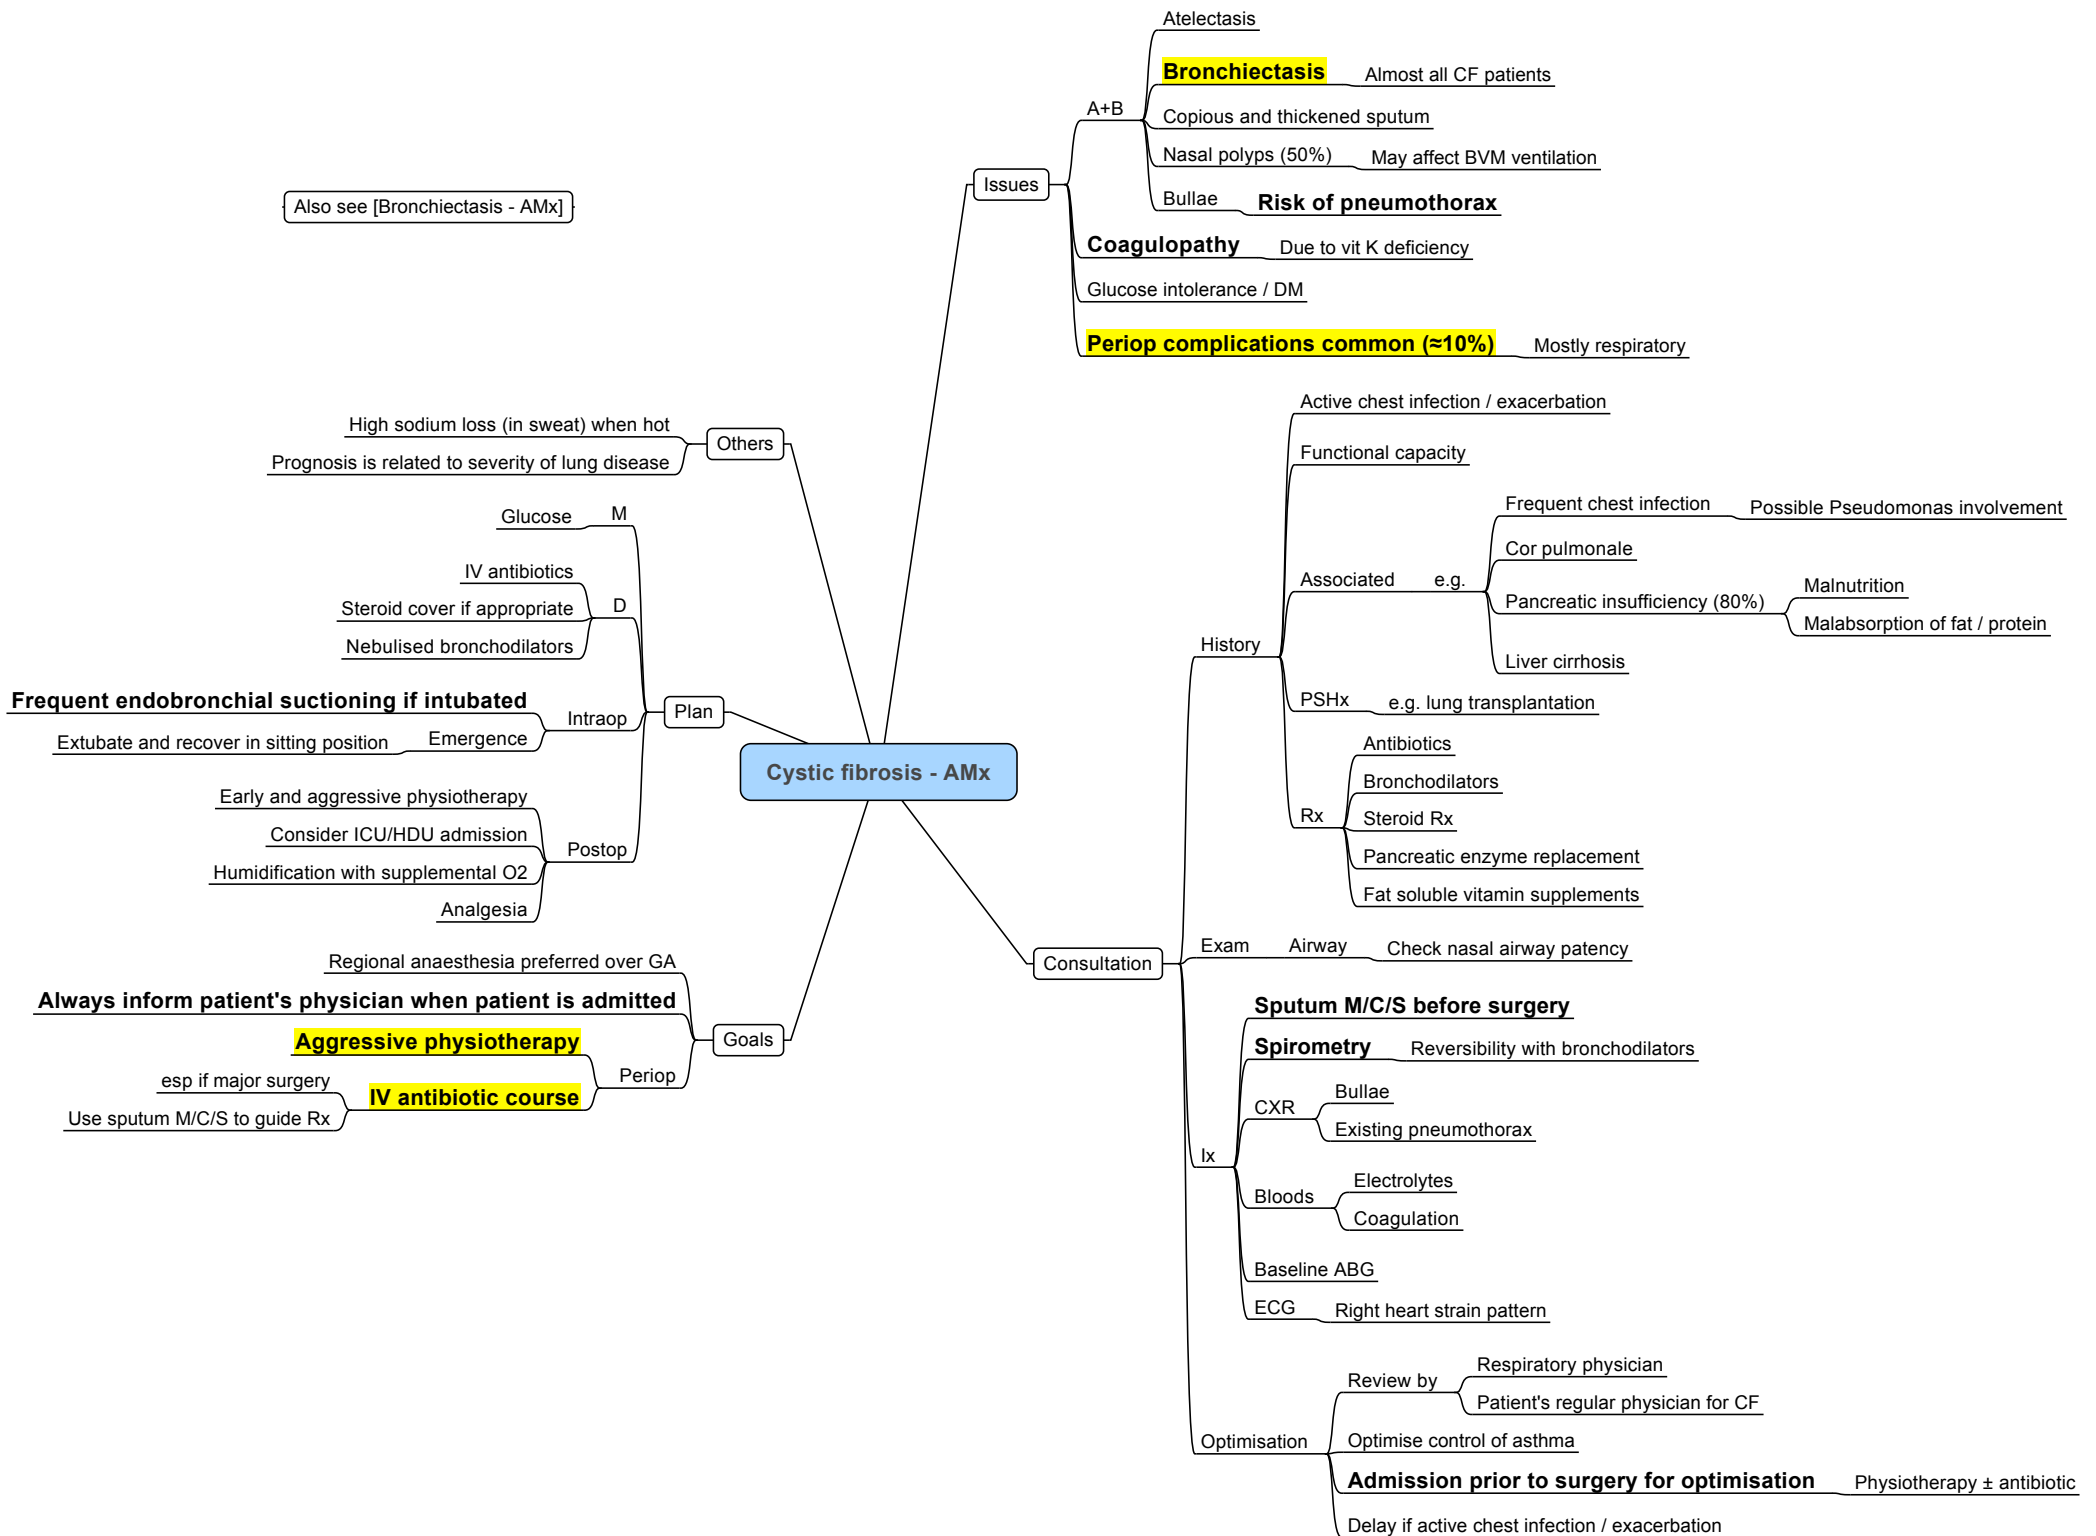 Cystic fibrosis - AMx
Also see [Bronchiectasis - AMx]
Issues
A+B
Atelectasis
Bronchiectasis
Almost all CF patients
Copious and thickened sputum
Nasal polyps (50%)
May affect BVM ventilation
Bullae
Risk of pneumothorax
Coagulopathy
Due to vit K deficiency
Glucose intolerance / DM
Periop complications common (≈10%)
Mostly respiratory
Consultation
History
Active chest infection / exacerbation
Functional capacity
Associated
e.g.
Frequent chest infection
Possible Pseudomonas involvement
Cor pulmonale
Pancreatic insufficiency (80%)
Malnutrition
Malabsorption of fat / protein
Liver cirrhosis
PSHx
e.g. lung transplantation
Rx
Antibiotics
Bronchodilators
Steroid Rx
Pancreatic enzyme replacement
Fat soluble vitamin supplements
Exam
Airway
Check nasal airway patency
Ix
Sputum M/C/S before surgery
Spirometry
Reversibility with bronchodilators
CXR
Bullae
Existing pneumothorax
Bloods
Electrolytes
Coagulation
Baseline ABG
ECG
Right heart strain pattern
Optimisation
Review by
Respiratory physician
Patient's regular physician for CF
Optimise control of asthma
Admission prior to surgery for optimisation
Physiotherapy ± antibiotic
Delay if active chest infection / exacerbation
Goals
Regional anaesthesia preferred over GA
Always inform patient's physician when patient is admitted
Periop
Aggressive physiotherapy
IV antibiotic course
esp if major surgery
Use sputum M/C/S to guide Rx
Plan
M
Glucose
D
IV antibiotics
Steroid cover if appropriate
Nebulised bronchodilators
Intraop
Frequent endobronchial suctioning if intubated
Emergence
Extubate and recover in sitting position
Postop
Early and aggressive physiotherapy
Consider ICU/HDU admission
Humidification with supplemental O2
Analgesia
Others
High sodium loss (in sweat) when hot
Prognosis is related to severity of lung disease